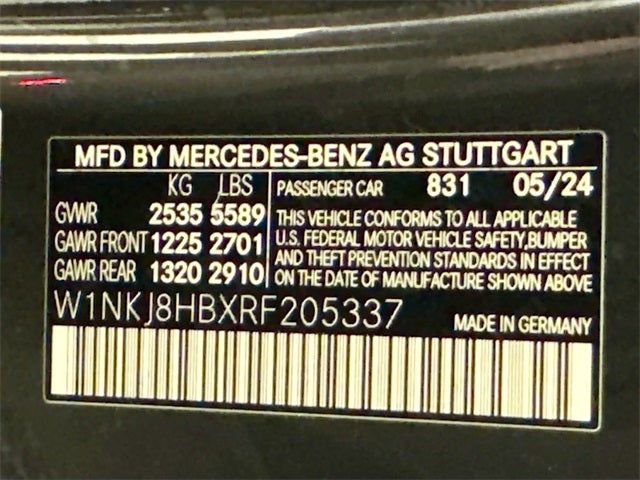 MFD BY MERCEDES-BENZ AG STUTTGART
KG LBS
GVWR 2535 5589
GAWR FRONT 1225 2701
GAWR REAR 1320 2910
PASSENGER CAR 831 05/24
THIS VEHICLE CONFORMS TO ALL APPLICABLE
U.S. FEDERAL MOTOR VEHICLE SAFETY,BUMPER
AND THEFT PREVENTION STANDARDS IN EFFECT
ON THE DATE OF MANUFACTURE SHOWN ABOVE
W1NKJ8HBXRF205337
MADE IN GERMANY